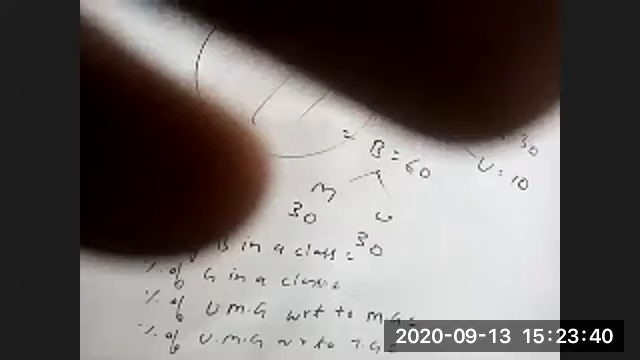 30
= B = 60
U = 10
M U
30 30
B in a class =
% of G in a class =
% of U.M.G wrt to M.G =
% of U.M.G wrt to T.G =
2020-09-13 15:23:40